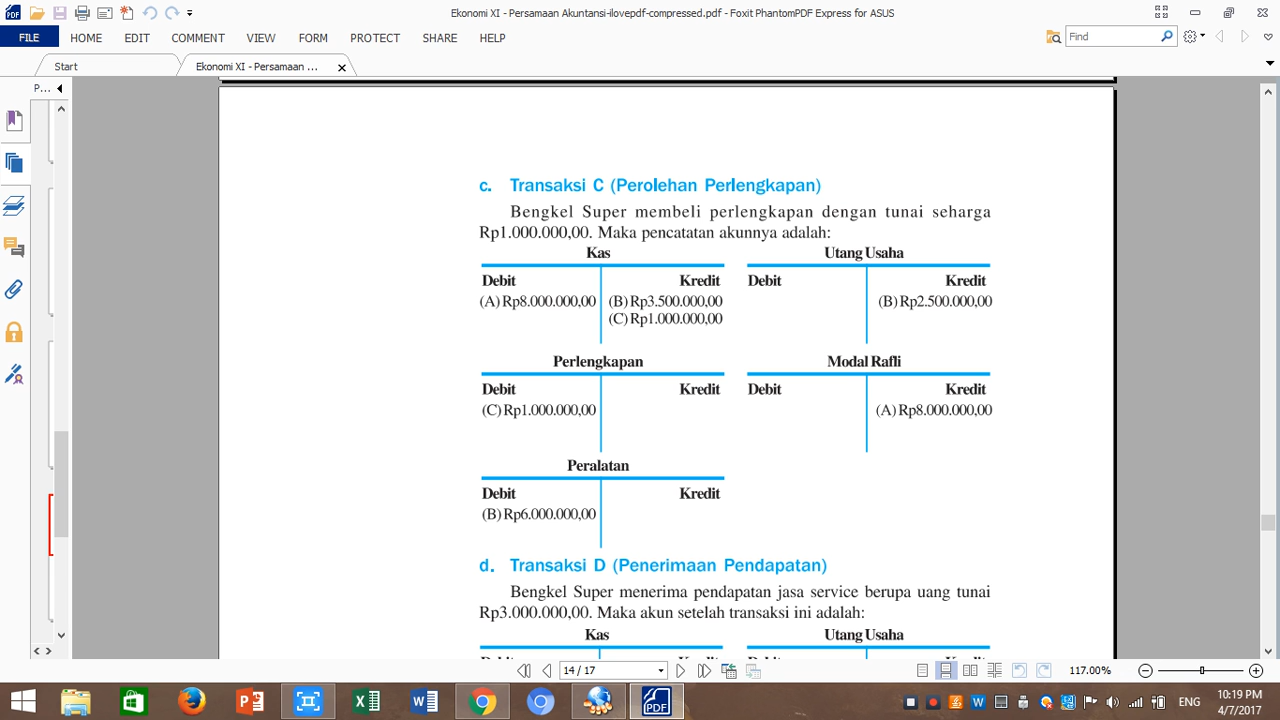 Ekonomi XI - Persamaan Akuntansi-ilovepdf-compressed.pdf - Foxit PhantomPDF Express for ASUS
FILE HOME EDIT COMMENT VIEW FORM PROTECT SHARE HELP
Find
Start Ekonomi XI - Persamaan ...
P...
c. Transaksi C (Perolehan Perlengkapan)
Bengkel Super membeli perlengkapan dengan tunai seharga
Rp1.000.000,00. Maka pencatatan akunnya adalah:
Kas Utang Usaha
Debit Kredit Debit Kredit
(A) Rp8.000.000,00 (B) Rp3.500.000,00 (B) Rp2.500.000,00
(C) Rp1.000.000,00
Perlengkapan Modal Rafli
Debit Kredit Debit Kredit
(C) Rp1.000.000,00 (A) Rp8.000.000,00
Peralatan
Debit Kredit
(B) Rp6.000.000,00
d. Transaksi D (Penerimaan Pendapatan)
Bengkel Super menerima pendapatan jasa service berupa uang tunai
Rp3.000.000,00. Maka akun setelah transaksi ini adalah:
Kas Utang Usaha
14 / 17 117.00%
ENG 10:19 PM
4/7/2017